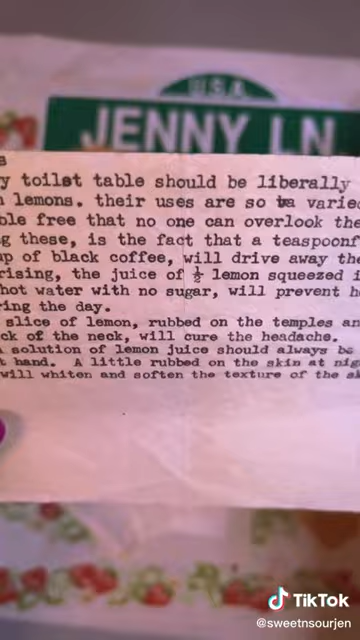 U.S.A.
JENNY LN
s
y toilet table should be liberally
n lemons. their uses are so va varied
ble free that no one can overlook the
ng these, is the fact that a teaspoonf
up of black coffee, will drive away the
rising, the juice of ½ lemon squeezed i
hot water with no sugar, will prevent h
ring the day.
slice of lemon, rubbed on the temples an
ck of the neck, will cure the headache.
A solution of lemon juice should always be
t hand. A little rubbed on the skin at nig
will whiten and soften the texture of the sk
TikTok
@sweetnsourjen